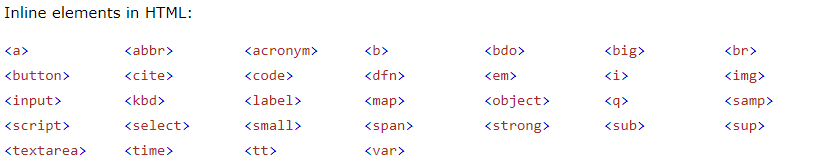 Inline elements in HTML:
<a> <abbr> <acronym> <b> <bdo> <big> <br>
<button> <cite> <code> <dfn> <em> <i> <img>
<input> <kbd> <label> <map> <object> <q> <samp>
<script> <select> <small> <span> <strong> <sub> <sup>
<textarea> <time> <tt> <var>